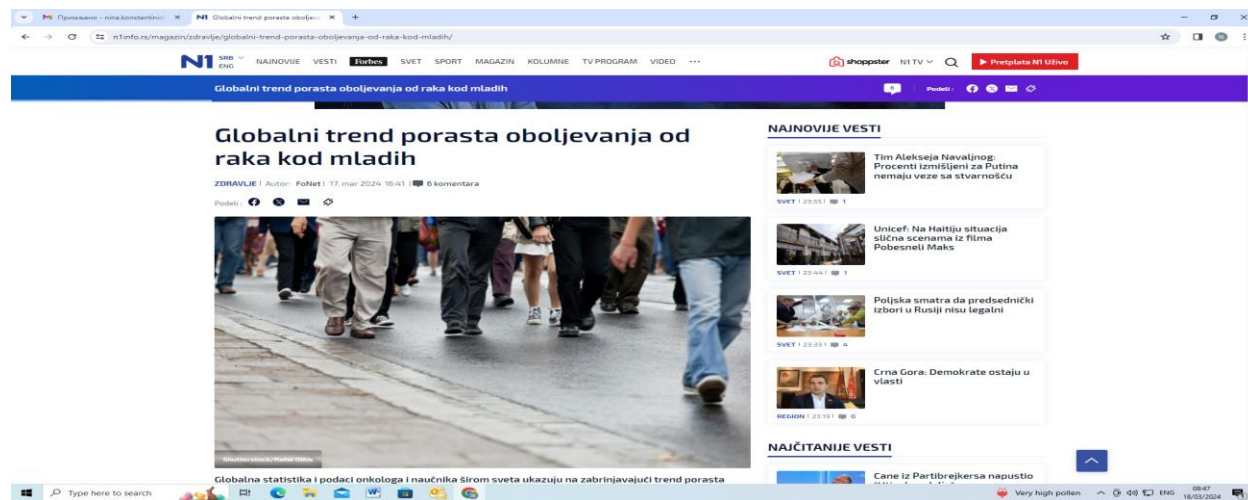 Примљено - nina.konstantinic
N1 Globalni trend porasta obolje
n1info.rs/magazin/zdravlje/globalni-trend-porasta-oboljevanja-od-raka-kod-mladih/
N1 SRB ENG NAJNOVIJE VESTI Forbes SVET SPORT MAGAZIN KOLUMNE TV PROGRAM VIDEO ··· shoppster N1 TV Pretplata N1 Uživo
Globalni trend porasta oboljevanja od raka kod mladih 6 Podeli :
Globalni trend porasta oboljevanja od
raka kod mladih
ZDRAVLJE | Autor: FoNet | 17. mar 2024 16:41 | 6 komentara
Podeli :
Shutterstock/Rafal Olkis
Globalna statistika i podaci onkologa i naučnika širom sveta ukazuju na zabrinjavajući trend porasta
NAJNOVIJE VESTI
Tim Alekseja Navaljnog:
Procenti izmišljeni za Putina
nemaju veze sa stvarnošću
SVET | 23:55 | 1
Unicef: Na Haitiju situacija
slična scenama iz filma
Pobesneli Maks
SVET | 23:44 | 1
Poljska smatra da predsednički
izbori u Rusiji nisu legalni
SVET | 23:33 | 4
Crna Gora: Demokrate ostaju u
vlasti
REGION | 23:19 | 0
NAJČITANIJE VESTI
Cane iz Partibrejkersa napustio
Type here to search
Very high pollen ENG 08:47
18/03/2024